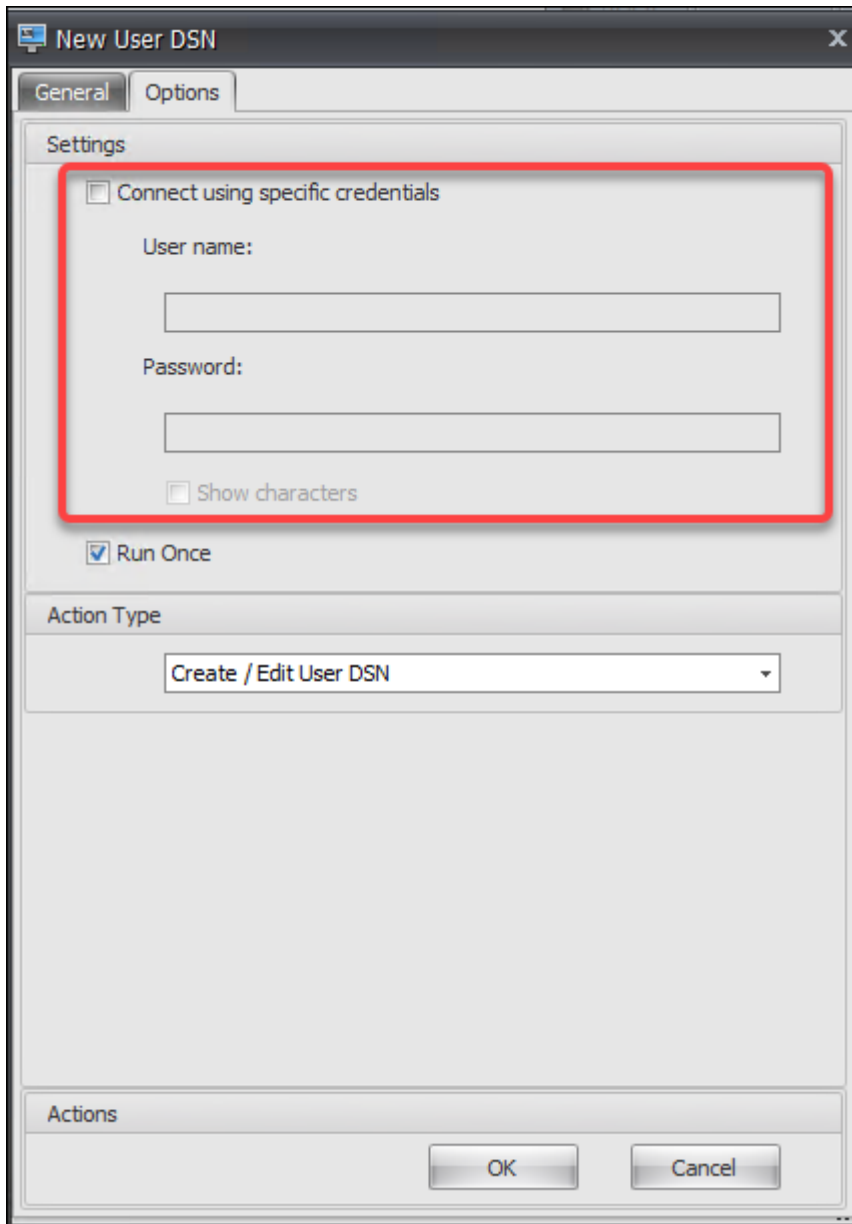 New User DSN
General Options
Settings
Connect using specific credentials
User name:
Password:
Show characters
Run Once
Action Type
Create / Edit User DSN
Actions
OK Cancel